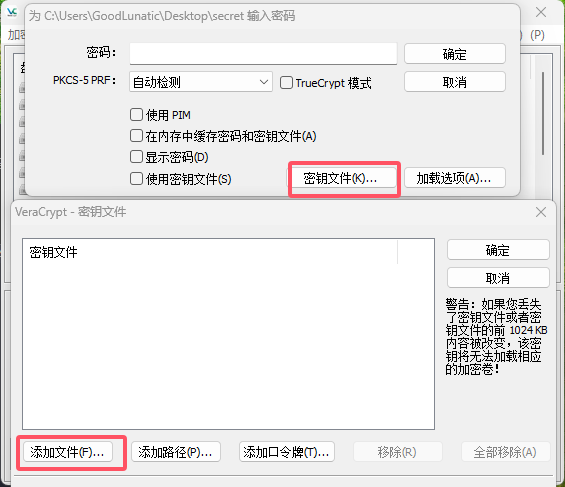 为 C:\Users\GoodLunatic\Desktop\secret 输入密码
加密
(P)
密码：
确定
PKCS-5 PRF：
自动检测
TrueCrypt 模式
取消
使用 PIM
在内存中缓存密码和密钥文件(A)
显示密码(D)
使用密钥文件(S)
密钥文件(K)...
加载选项(A)...
VeraCrypt - 密钥文件
密钥文件
确定
取消
警告：如果您丢失
了密钥文件或者密
钥文件的前 1024 KB
内容被改变，该密
钥将无法加载相应
的加密卷！
添加文件(F)...
添加路径(P)...
添加口令牌(T)...
移除(R)
全部移除(A)